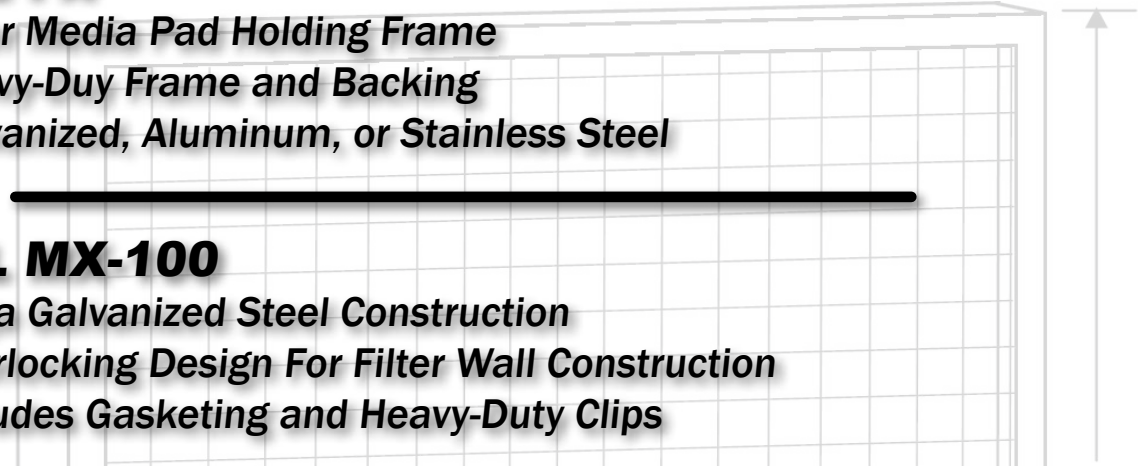 r Media Pad Holding Frame
vy-Duy Frame and Backing
anized, Aluminum, or Stainless Steel
. MX-100
a Galvanized Steel Construction
rlocking Design For Filter Wall Construction
udes Gasketing and Heavy-Duty Clips